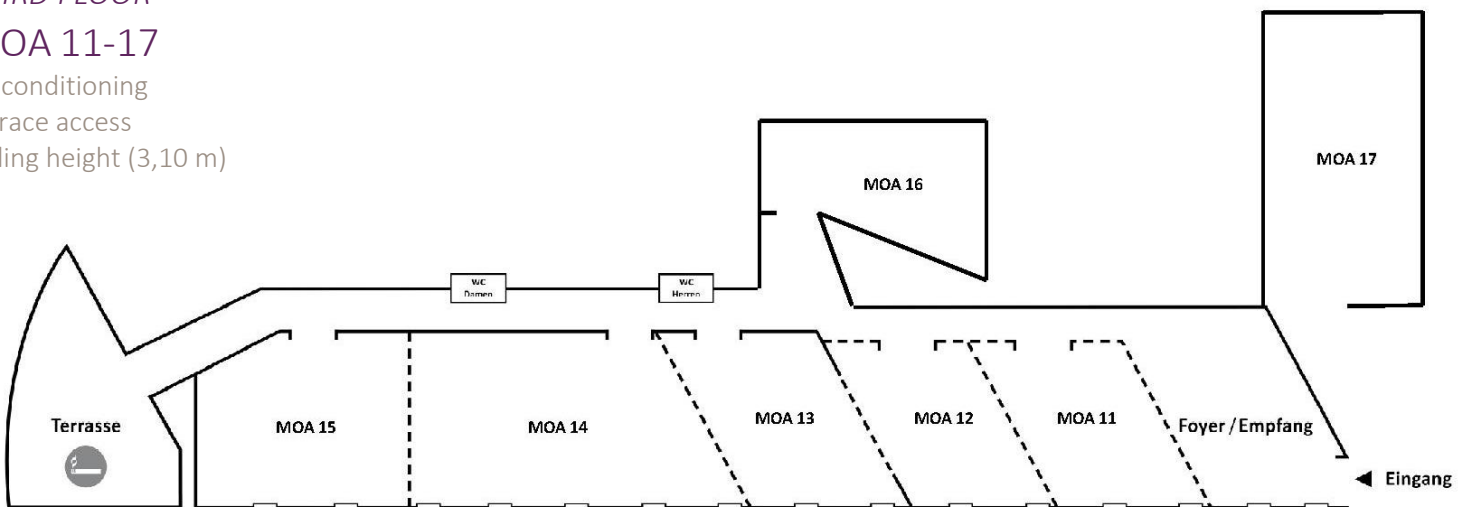 OA 11-17
conditioning
race access
ling height (3,10 m)
MOA 17
MOA 16
WC
Damen
WC
Herren
Terrasse
MOA 15
MOA 14
MOA 13
MOA 12
MOA 11
Foyer / Empfang
Eingang